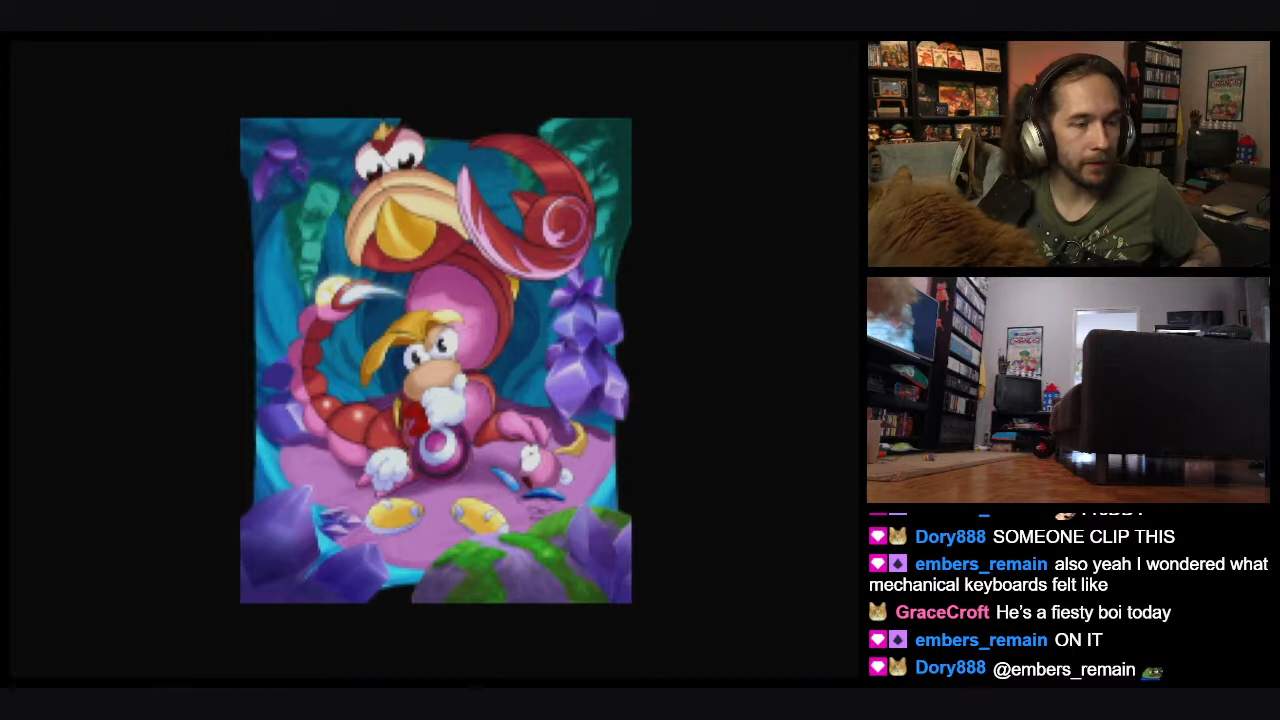 Dory888 SOMEONE CLIP THIS
embers_remain also yeah I wondered what
mechanical keyboards felt like
GraceCroft He's a fiesty boi today
embers_remain ON IT
Dory888 @embers_remain